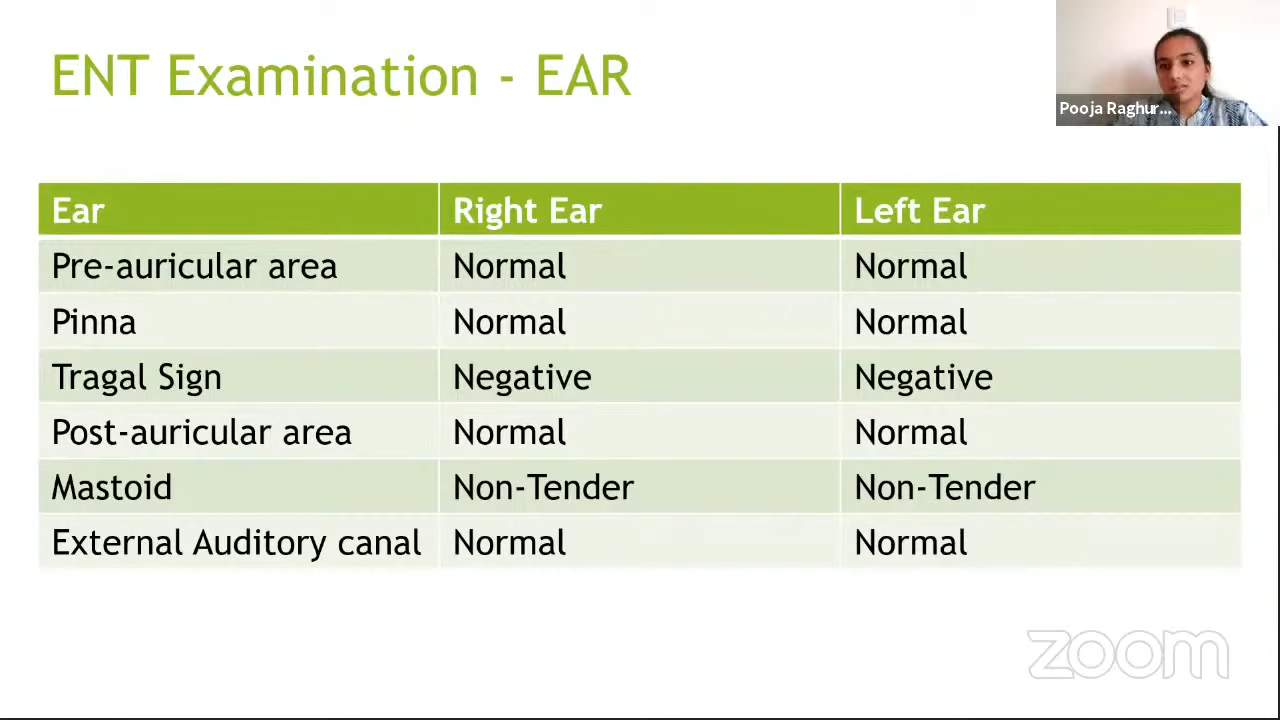 ENT Examination - EAR
Pooja Raghur...
Ear Right Ear Left Ear
Pre-auricular area Normal Normal
Pinna Normal Normal
Tragal Sign Negative Negative
Post-auricular area Normal Normal
Mastoid Non-Tender Non-Tender
External Auditory canal Normal Normal
zoom